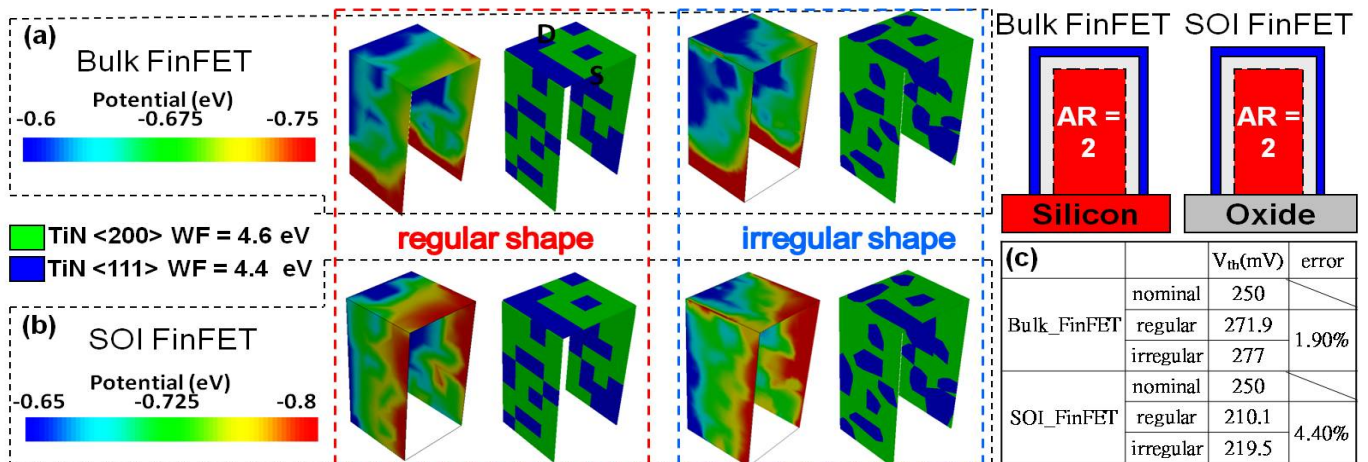 (a)
Bulk FinFET
Potential (eV)
-0.6 -0.675 -0.75
D
S
TiN <200> WF = 4.6 eV
TiN <111> WF = 4.4 eV
regular shape
irregular shape
(b)
SOI FinFET
Potential (eV)
-0.65 -0.725 -0.8
Bulk FinFET SOI FinFET
AR = 2
AR = 2
Silicon
Oxide
(c)
Vth(mV) error
Bulk_FinFET
nominal 250
regular 271.9
irregular 277
1.90%
SOI_FinFET
nominal 250
regular 210.1
irregular 219.5
4.40%